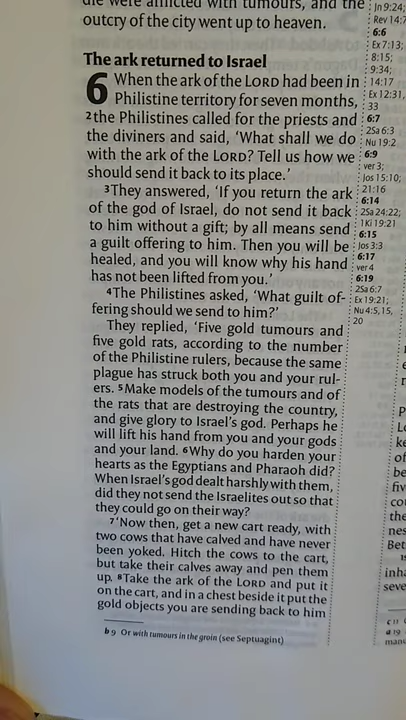 die were afflicted with tumours, and the
outcry of the city went up to heaven.
The ark returned to Israel
6 When the ark of the LORD had been in
Philistine territory for seven months,
2 the Philistines called for the priests and
the diviners and said, ‘What shall we do
with the ark of the LORD? Tell us how we
should send it back to its place.’
3 They answered, ‘If you return the ark
of the god of Israel, do not send it back
to him without a gift; by all means send
a guilt offering to him. Then you will be
healed, and you will know why his hand
has not been lifted from you.’
4 The Philistines asked, ‘What guilt of-
fering should we send to him?’
They replied, ‘Five gold tumours and
five gold rats, according to the number
of the Philistine rulers, because the same
plague has struck both you and your rul-
ers. 5 Make models of the tumours and of
the rats that are destroying the country,
and give glory to Israel’s god. Perhaps he
will lift his hand from you and your gods
and your land. 6 Why do you harden your
hearts as the Egyptians and Pharaoh did?
When Israel’s god dealt harshly with them,
did they not send the Israelites out so that
they could go on their way?
7 ‘Now then, get a new cart ready, with
two cows that have calved and have never
been yoked. Hitch the cows to the cart,
but take their calves away and pen them
up. 8 Take the ark of the LORD and put it
on the cart, and in a chest beside it put the
gold objects you are sending back to him
b 9 Or with tumours in the groin (see Septuagint)
Jn 9:24;
Rev 14:7
6:6
Ex 7:13;
8:15;
9:34;
14:17
Ex 12:31,
33
6:7
2Sa 6:3
Nu 19:2
6:9
ver 3;
Jos 15:10;
21:16
6:14
2Sa 24:22;
1Ki 19:21
6:15
Jos 3:3
6:17
ver 4
6:19
2Sa 6:7
Ex 19:21;
Nu 4:5,15,
20
the
nes
Bet
inha
seve